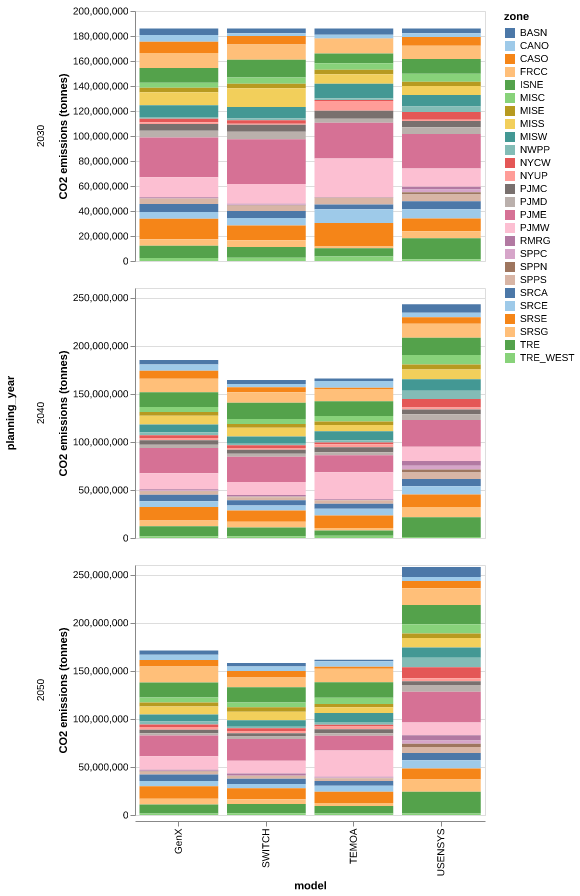 zone
BASN
CANO
CASO
FRCC
ISNE
MISC
MISE
MISS
MISW
NWPP
NYCW
NYUP
PJMC
PJMD
PJME
PJMW
RMRG
SPPC
SPPN
SPPS
SRCA
SRCE
SRSE
SRSG
TRE
TRE_WEST
planning_year
2030
CO2 emissions (tonnes)
200,000,000
180,000,000
160,000,000
140,000,000
120,000,000
100,000,000
80,000,000
60,000,000
40,000,000
20,000,000
0
2040
CO2 emissions (tonnes)
250,000,000
200,000,000
150,000,000
100,000,000
50,000,000
0
2050
CO2 emissions (tonnes)
250,000,000
200,000,000
150,000,000
100,000,000
50,000,000
0
GenX
SWITCH
TEMOA
USENSYS
model